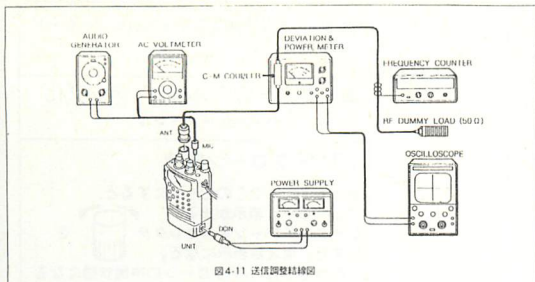 AUDIO
GENERATOR
AC VOLTMETER
DEVIATION &
POWER METER
C-M COUPLER
FREQUENCY COUNTER
RF DUMMY LOAD (50Ω)
ANT
MIC
OSCILLOSCOPE
POWER SUPPLY
UNIT
図4-11 送信調整結線図